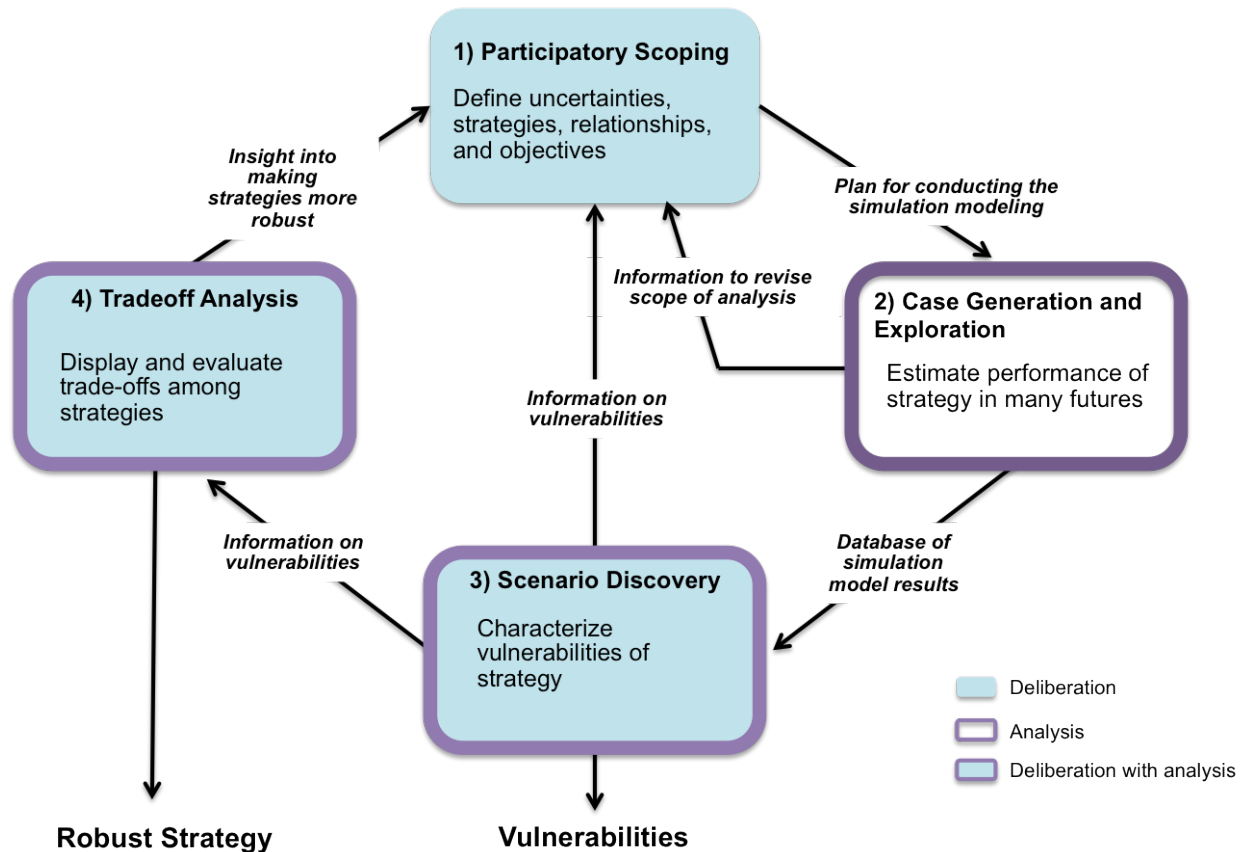 1) Participatory Scoping
Define uncertainties,
strategies, relationships,
and objectives
Insight into
making
strategies more
robust
Plan for conducting the
simulation modeling
Information to revise
scope of analysis
4) Tradeoff Analysis
Display and evaluate
trade-offs among
strategies
2) Case Generation and
Exploration
Estimate performance of
strategy in many futures
Information on
vulnerabilities
Information on
vulnerabilities
Database of
simulation
model results
3) Scenario Discovery
Characterize
vulnerabilities of
strategy
Deliberation
Analysis
Deliberation with analysis
Robust Strategy
Vulnerabilities